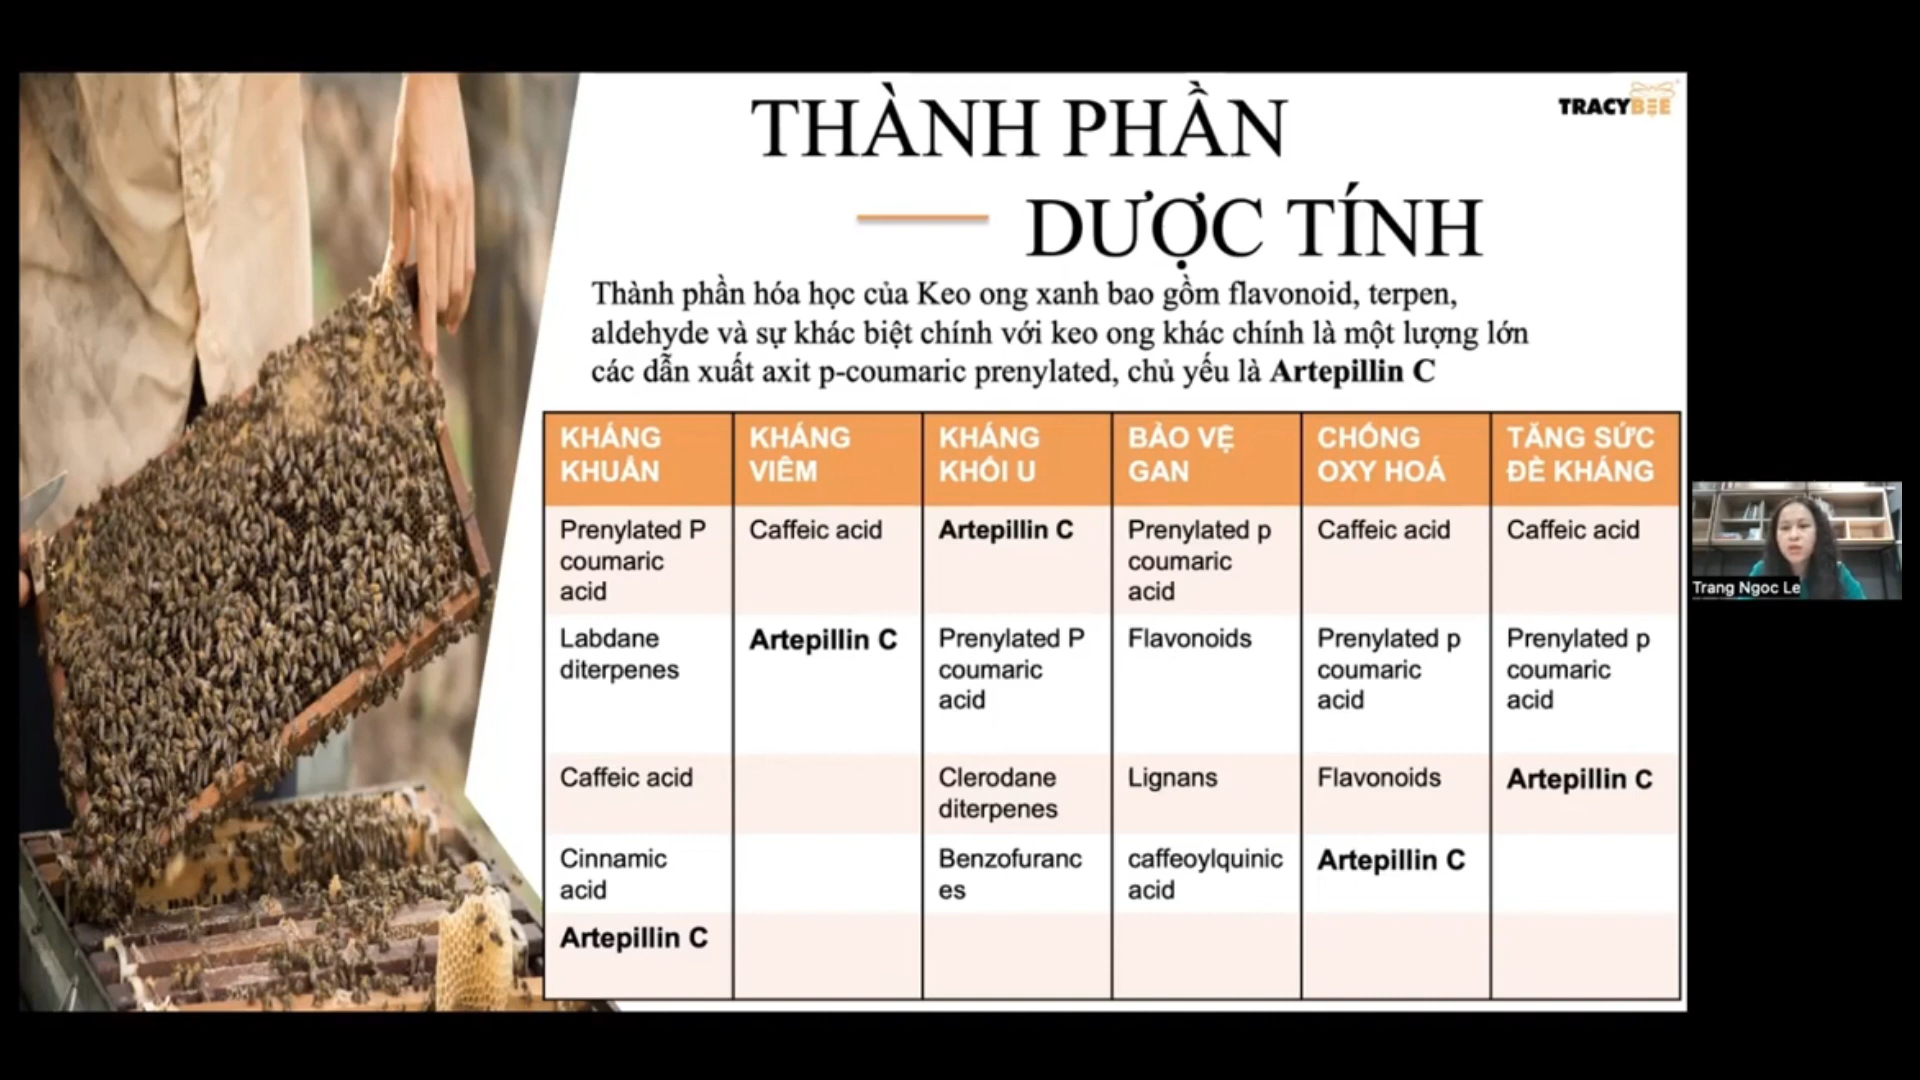 THÀNH PHẦN
DƯỢC TÍNH
TRACYBEE
Thành phần hóa học của Keo ong xanh bao gồm flavonoid, terpen,
aldehyde và sự khác biệt chính với keo ong khác chính là một lượng lớn
các dẫn xuất axit p-coumaric prenylated, chủ yếu là Artepillin C
KHÁNG
KHUẨN
KHÁNG
VIÊM
KHÁNG
KHỐI U
BẢO VỆ
GAN
CHỐNG
OXY HOÁ
TĂNG SỨC
ĐỀ KHÁNG
Prenylated P
coumaric
acid
Caffeic acid
Artepillin C
Prenylated p
coumaric
acid
Caffeic acid
Caffeic acid
Labdane
diterpenes
Artepillin C
Prenylated P
coumaric
acid
Flavonoids
Prenylated p
coumaric
acid
Prenylated p
coumaric
acid
Caffeic acid
Clerodane
diterpenes
Lignans
Flavonoids
Artepillin C
Cinnamic
acid
Benzofuranc
es
caffeoylquinic
acid
Artepillin C
Artepillin C
Trang Ngoc Le